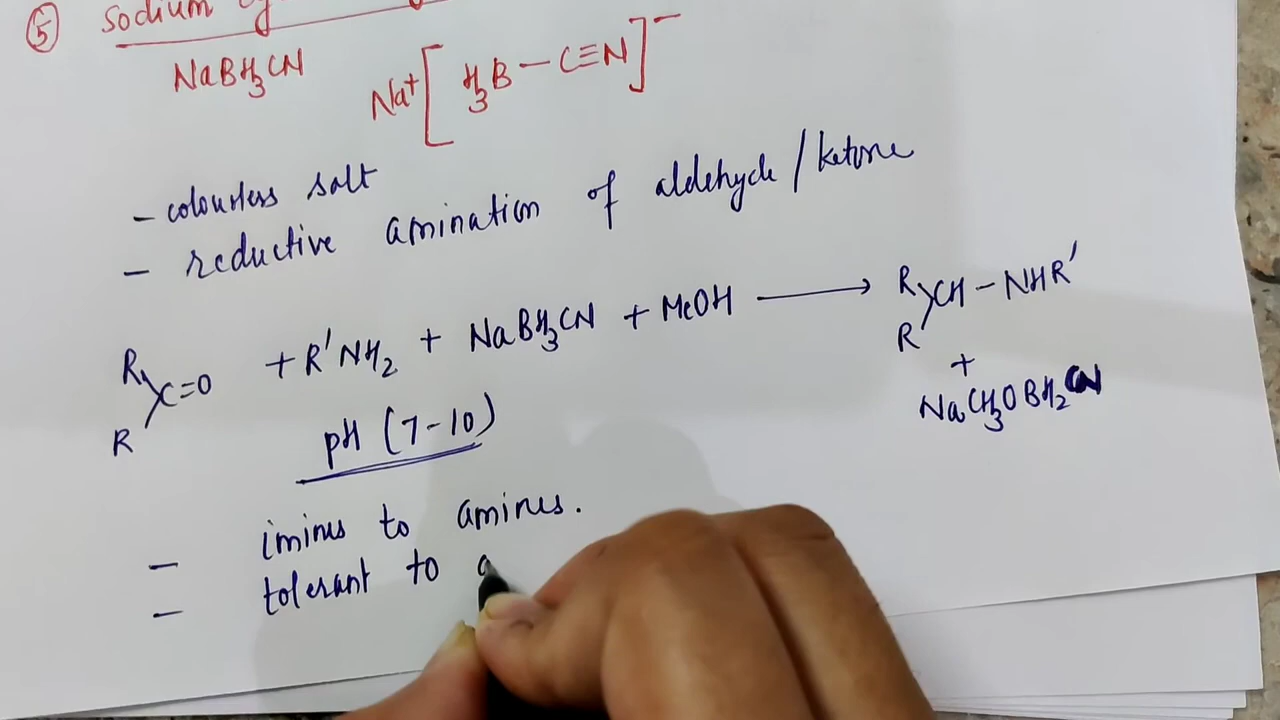 ⑤ sodium
NaBH₃CN
Na⁺[H₃B-C≡N]⁻
- colourless salt
- reductive amination of aldehyde/ketone
R
R
C=O + R'NH₂ + NaBH₃CN + MeOH ⟶
R
R
CH-NHR'
+
NaCH₃OBH₂CN
pH (7-10)
- imines to amines.
- tolerant to